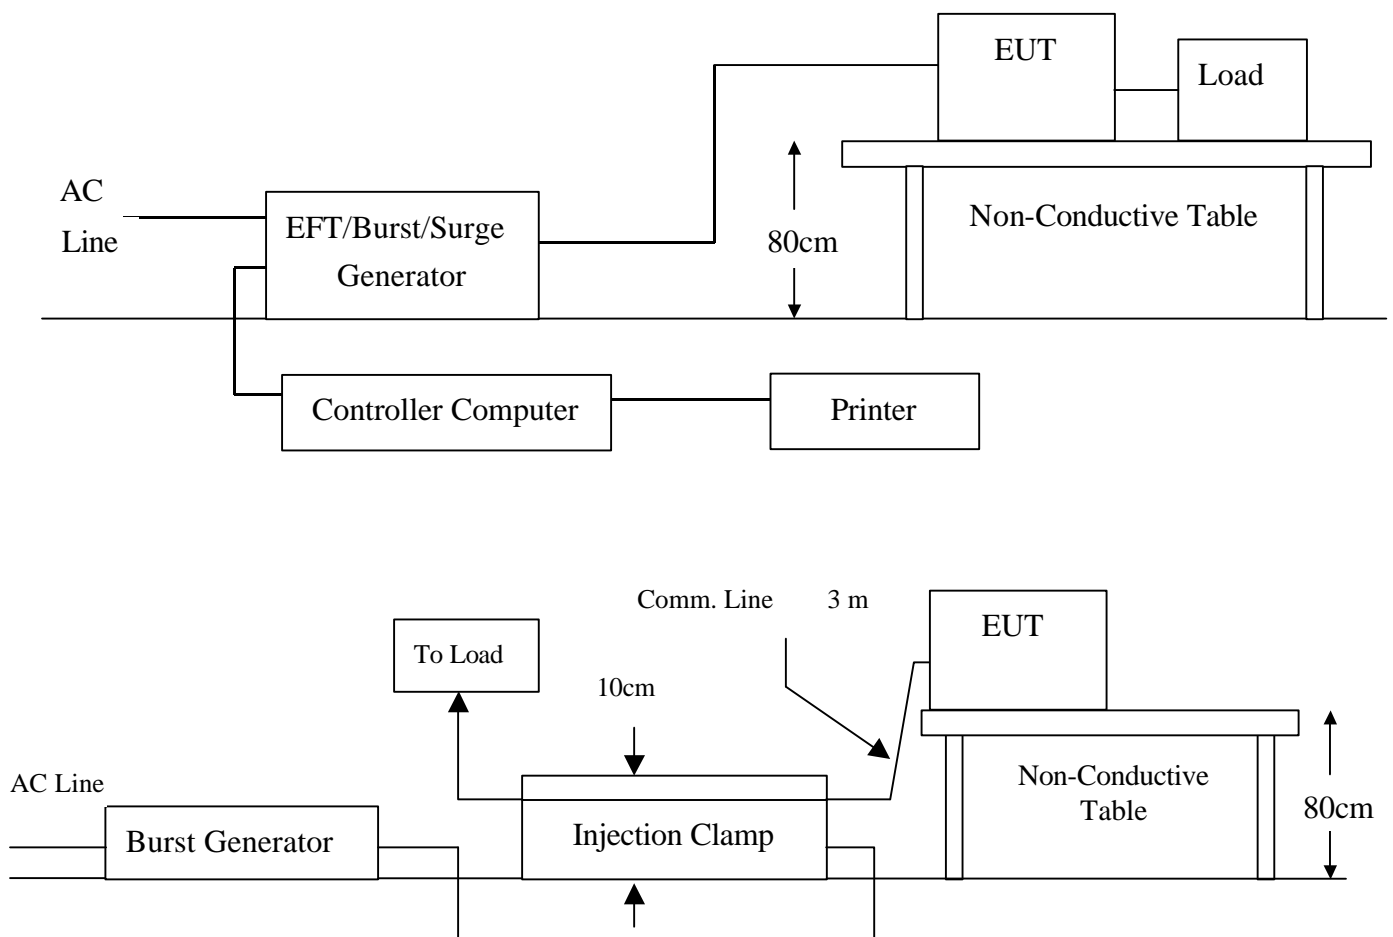 EUT
Load
AC
Line
EFT/Burst/Surge
Generator
80cm
Non-Conductive Table
Controller Computer
Printer
Comm. Line 3 m
EUT
To Load
10cm
AC Line
Burst Generator
Injection Clamp
Non-Conductive
Table
80cm